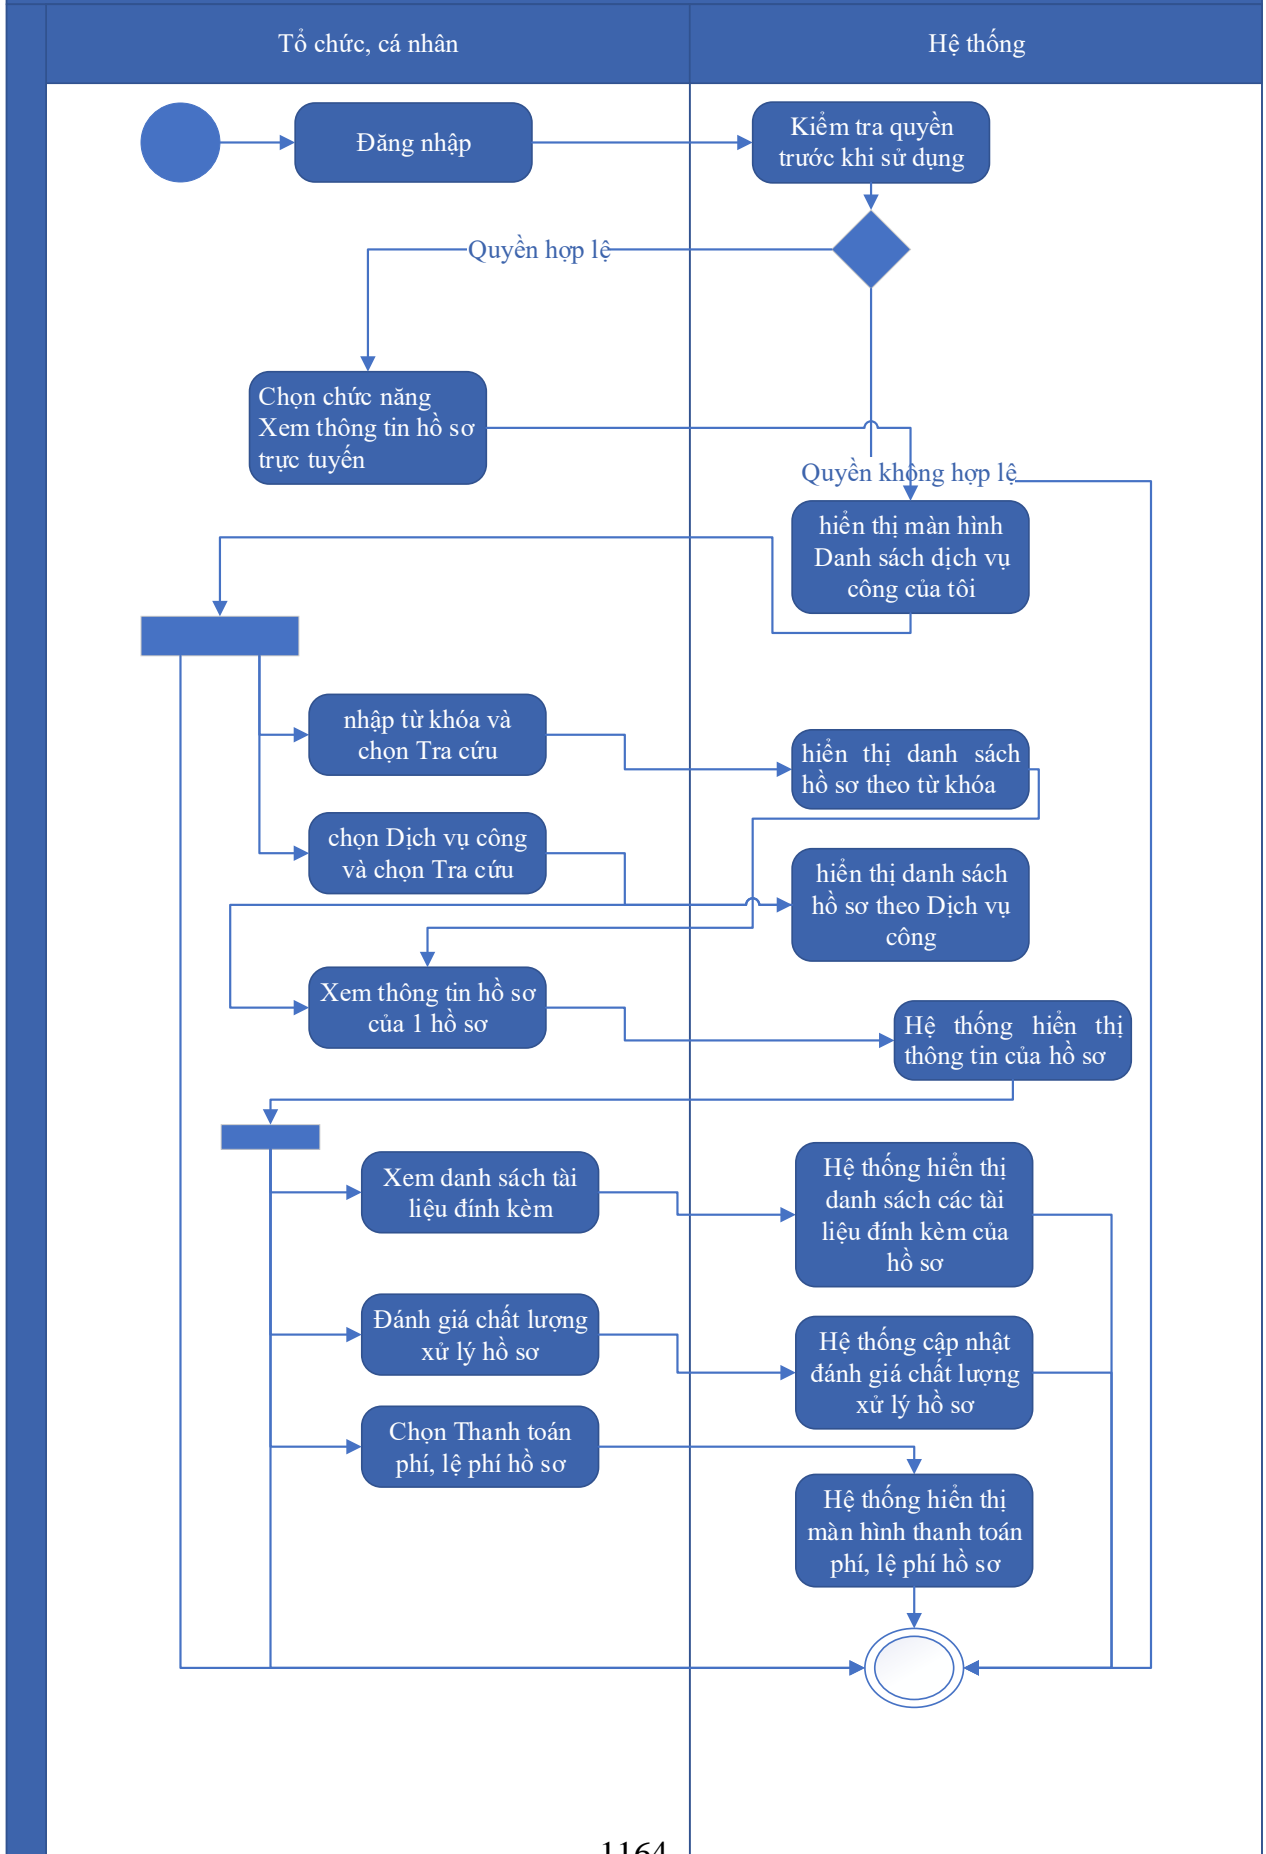 Tổ chức, cá nhân
Hệ thống
Đăng nhập
Kiểm tra quyền
trước khi sử dụng
Quyền hợp lệ
Chọn chức năng
Xem thông tin hồ sơ
trực tuyến
Quyền không hợp lệ
hiển thị màn hình
Danh sách dịch vụ
công của tôi
nhập từ khóa và
chọn Tra cứu
hiển thị danh sách
hồ sơ theo từ khóa
chọn Dịch vụ công
và chọn Tra cứu
hiển thị danh sách
hồ sơ theo Dịch vụ
công
Xem thông tin hồ sơ
của 1 hồ sơ
Hệ thống hiển thị
thông tin của hồ sơ
Xem danh sách tài
liệu đính kèm
Hệ thống hiển thị
danh sách các tài
liệu đính kèm của
hồ sơ
Đánh giá chất lượng
xử lý hồ sơ
Hệ thống cập nhật
đánh giá chất lượng
xử lý hồ sơ
Chọn Thanh toán
phí, lệ phí hồ sơ
Hệ thống hiển thị
màn hình thanh toán
phí, lệ phí hồ sơ
1164